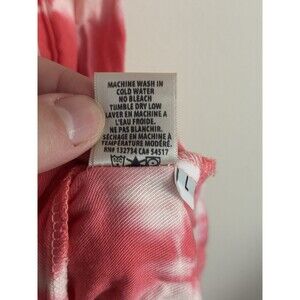 MACHINE WASH IN
COLD WATER
NO BLEACH
TUMBLE DRY LOW
LAVER EN MACHINE À
L'EAU FROIDE.
NE PAS BLANCHIR.
SÉCHAGE EN MACHINE À
TEMPÉRATURE MODÉRÉ.
RN# 132734 CA# 54517
L